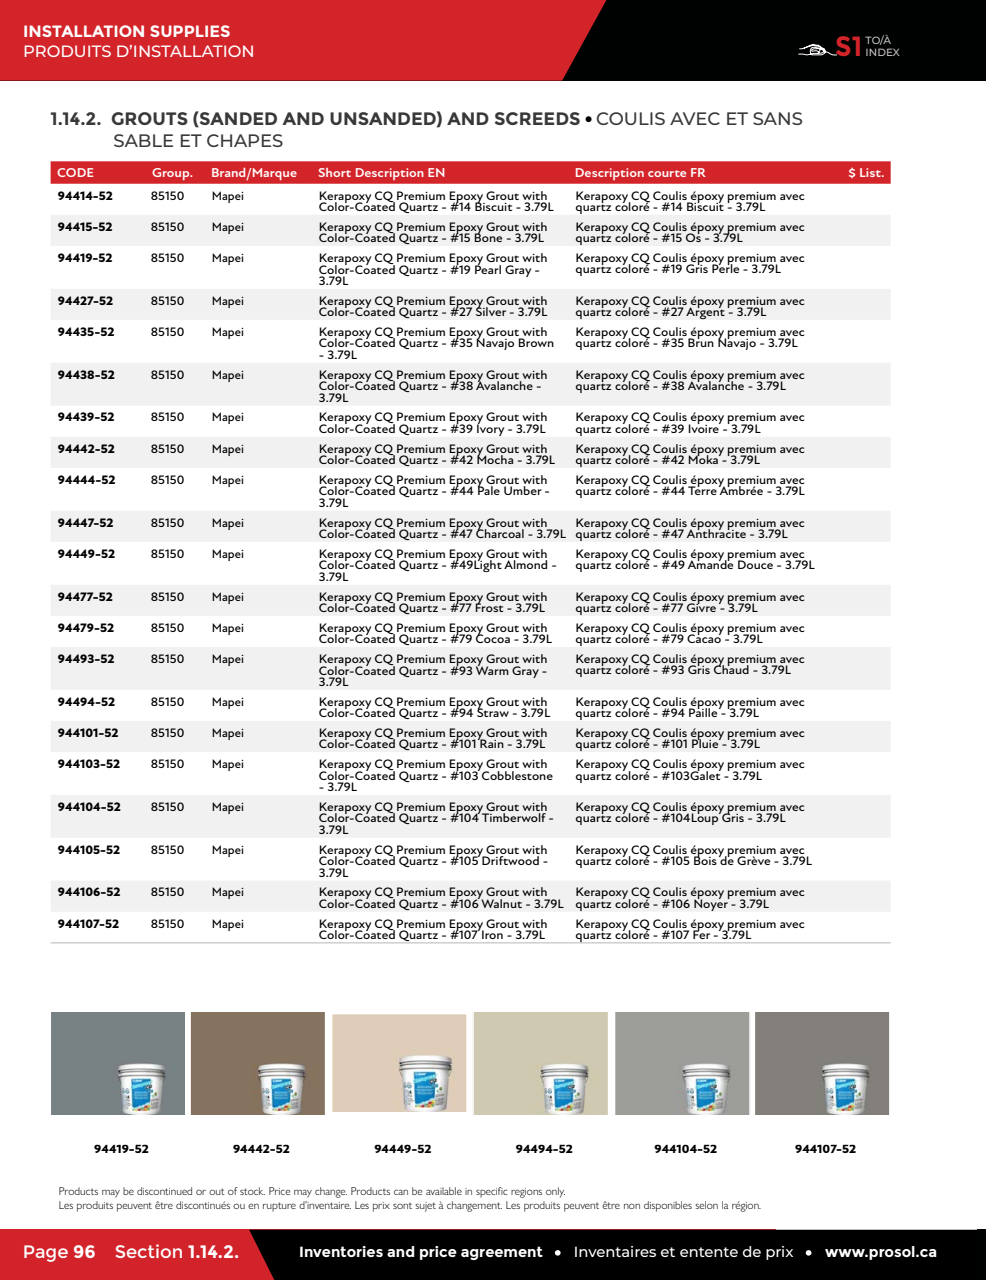 INSTALLATION SUPPLIES
PRODUITS D'INSTALLATION
S1 TO/À
INDEX
1.14.2. GROUTS (SANDED AND UNSANDED) AND SCREEDS • COULIS AVEC ET SANS
SABLE ET CHAPES
CODE Group. Brand/Marque Short Description EN Description courte FR $ List.
94414-52 85150 Mapei Kerapoxy CQ Premium Epoxy Grout with Kerapoxy CQ Coulis époxy premium avec
Color-Coated Quartz - #14 Biscuit - 3.79L quartz coloré - #14 Biscuit - 3.79L
94415-52 85150 Mapei Kerapoxy CQ Premium Epoxy Grout with Kerapoxy CQ Coulis époxy premium avec
Color-Coated Quartz - #15 Bone - 3.79L quartz coloré - #15 Os - 3.79L
94419-52 85150 Mapei Kerapoxy CQ Premium Epoxy Grout with Kerapoxy CQ Coulis époxy premium avec
Color-Coated Quartz - #19 Pearl Gray - quartz coloré - #19 Gris Perle - 3.79L
3.79L
94427-52 85150 Mapei Kerapoxy CQ Premium Epoxy Grout with Kerapoxy CQ Coulis époxy premium avec
Color-Coated Quartz - #27 Silver - 3.79L quartz coloré - #27 Argent - 3.79L
94435-52 85150 Mapei Kerapoxy CQ Premium Epoxy Grout with Kerapoxy CQ Coulis époxy premium avec
Color-Coated Quartz - #35 Navajo Brown quartz coloré - #35 Brun Navajo - 3.79L
- 3.79L
94438-52 85150 Mapei Kerapoxy CQ Premium Epoxy Grout with Kerapoxy CQ Coulis époxy premium avec
Color-Coated Quartz - #38 Avalanche - quartz coloré - #38 Avalanche - 3.79L
3.79L
94439-52 85150 Mapei Kerapoxy CQ Premium Epoxy Grout with Kerapoxy CQ Coulis époxy premium avec
Color-Coated Quartz - #39 Ivory - 3.79L quartz coloré - #39 Ivoire - 3.79L
94442-52 85150 Mapei Kerapoxy CQ Premium Epoxy Grout with Kerapoxy CQ Coulis époxy premium avec
Color-Coated Quartz - #42 Mocha - 3.79L quartz coloré - #42 Moka - 3.79L
94444-52 85150 Mapei Kerapoxy CQ Premium Epoxy Grout with Kerapoxy CQ Coulis époxy premium avec
Color-Coated Quartz - #44 Pale Umber - quartz coloré - #44 Terre Ambrée - 3.79L
3.79L
94447-52 85150 Mapei Kerapoxy CQ Premium Epoxy Grout with Kerapoxy CQ Coulis époxy premium avec
Color-Coated Quartz - #47 Charcoal - 3.79L quartz coloré - #47 Anthracite - 3.79L
94449-52 85150 Mapei Kerapoxy CQ Premium Epoxy Grout with Kerapoxy CQ Coulis époxy premium avec
Color-Coated Quartz - #49Light Almond - quartz coloré - #49 Amande Douce - 3.79L
3.79L
94477-52 85150 Mapei Kerapoxy CQ Premium Epoxy Grout with Kerapoxy CQ Coulis époxy premium avec
Color-Coated Quartz - #77 Frost - 3.79L quartz coloré - #77 Givre - 3.79L
94479-52 85150 Mapei Kerapoxy CQ Premium Epoxy Grout with Kerapoxy CQ Coulis époxy premium avec
Color-Coated Quartz - #79 Cocoa - 3.79L quartz coloré - #79 Cacao - 3.79L
94493-52 85150 Mapei Kerapoxy CQ Premium Epoxy Grout with Kerapoxy CQ Coulis époxy premium avec
Color-Coated Quartz - #93 Warm Gray - quartz coloré - #93 Gris Chaud - 3.79L
3.79L
94494-52 85150 Mapei Kerapoxy CQ Premium Epoxy Grout with Kerapoxy CQ Coulis époxy premium avec
Color-Coated Quartz - #94 Straw - 3.79L quartz coloré - #94 Paille - 3.79L
944101-52 85150 Mapei Kerapoxy CQ Premium Epoxy Grout with Kerapoxy CQ Coulis époxy premium avec
Color-Coated Quartz - #101 Rain - 3.79L quartz coloré - #101 Pluie - 3.79L
944103-52 85150 Mapei Kerapoxy CQ Premium Epoxy Grout with Kerapoxy CQ Coulis époxy premium avec
Color-Coated Quartz - #103 Cobblestone quartz coloré - #103Galet - 3.79L
- 3.79L
944104-52 85150 Mapei Kerapoxy CQ Premium Epoxy Grout with Kerapoxy CQ Coulis époxy premium avec
Color-Coated Quartz - #104 Timberwolf - quartz coloré - #104Loup Gris - 3.79L
3.79L
944105-52 85150 Mapei Kerapoxy CQ Premium Epoxy Grout with Kerapoxy CQ Coulis époxy premium avec
Color-Coated Quartz - #105 Driftwood - quartz coloré - #105 Bois de Grève - 3.79L
3.79L
944106-52 85150 Mapei Kerapoxy CQ Premium Epoxy Grout with Kerapoxy CQ Coulis époxy premium avec
Color-Coated Quartz - #106 Walnut - 3.79L quartz coloré - #106 Noyer - 3.79L
944107-52 85150 Mapei Kerapoxy CQ Premium Epoxy Grout with Kerapoxy CQ Coulis époxy premium avec
Color-Coated Quartz - #107 Iron - 3.79L quartz coloré - #107 Fer - 3.79L
94419-52 94442-52 94449-52 94494-52 944104-52 944107-52
Products may be discontinued or out of stock. Price may change. Products can be available in specific regions only.
Les produits peuvent être discontinués ou en rupture d'inventaire. Les prix sont sujet à changement. Les produits peuvent être non disponibles selon la région.
Page 96 Section 1.14.2. Inventories and price agreement • Inventaires et entente de prix • www.prosol.ca